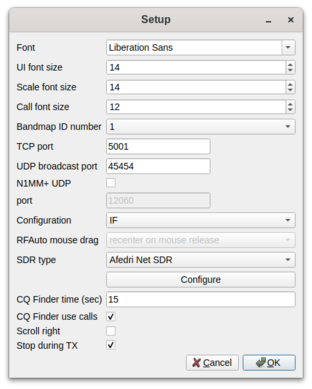 Setup
Font Liberation Sans
UI font size 14
Scale font size 14
Call font size 12
Bandmap ID number 1
TCP port 5001
UDP broadcast port 45454
N1MM+ UDP
port 12060
Configuration IF
RFAuto mouse drag recenter on mouse release
SDR type Afedri Net SDR
Configure
CQ Finder time (sec) 15
CQ Finder use calls
Scroll right
Stop during TX
Cancel OK